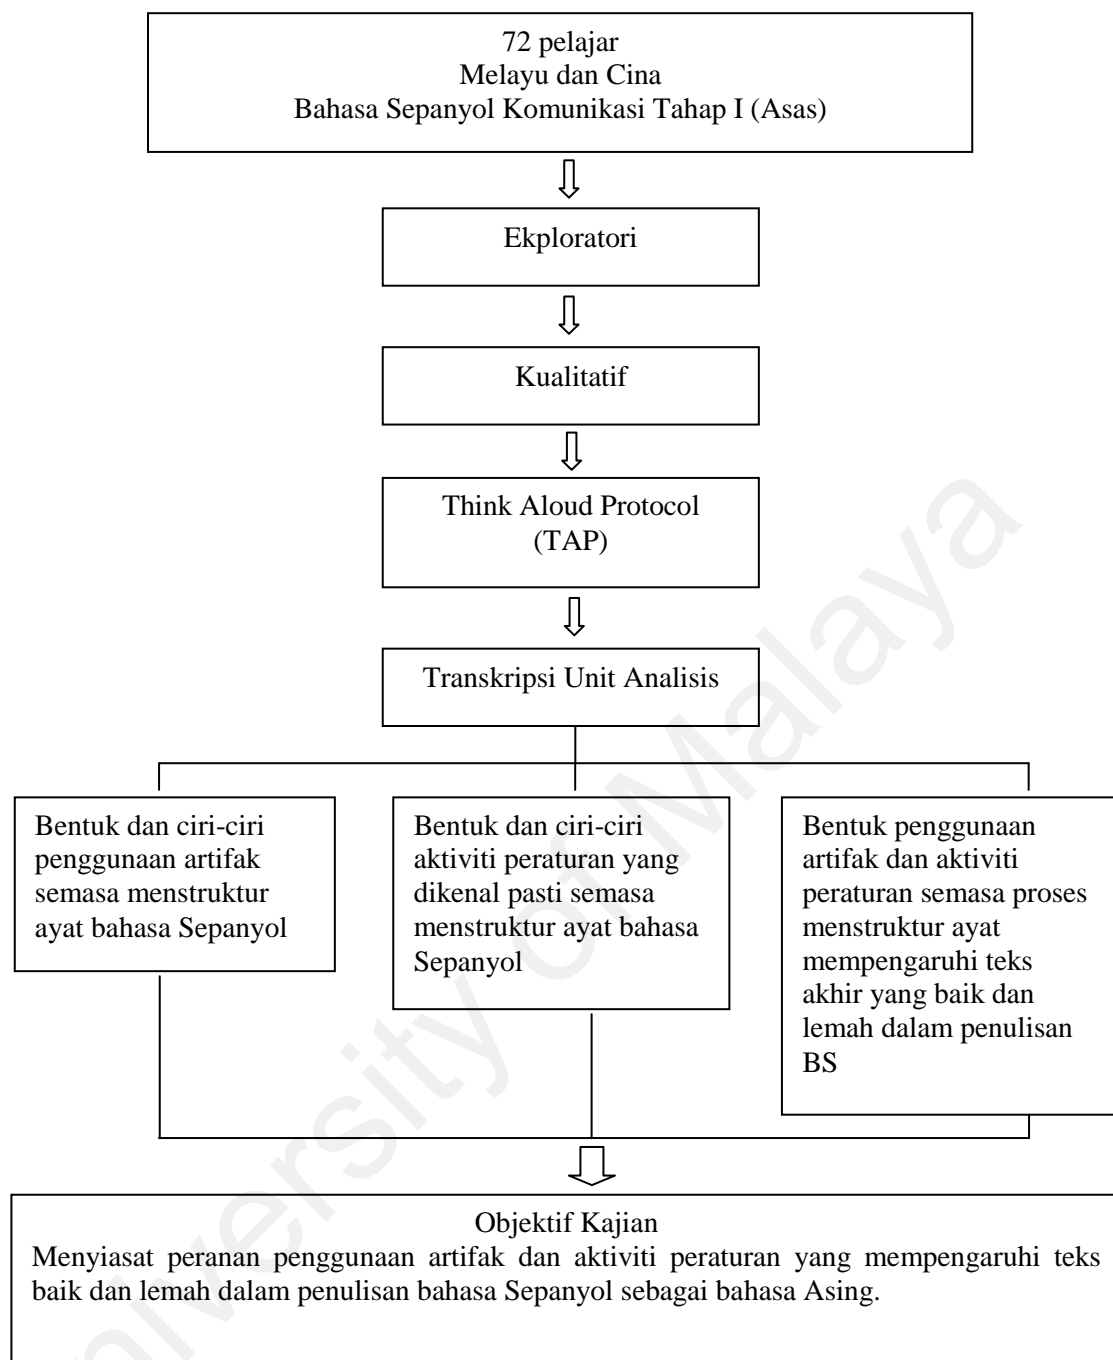 72 pelajar
Melayu dan Cina
Bahasa Sepanyol Komunikasi Tahap I (Asas)
Ekploratori
Kualitatif
Think Aloud Protocol
(TAP)
Transkripsi Unit Analisis
Bentuk dan ciri-ciri
penggunaan artifak
semasa menstruktur
ayat bahasa Sepanyol
Bentuk dan ciri-ciri
aktiviti peraturan yang
dikenal pasti semasa
menstruktur ayat bahasa
Sepanyol
Bentuk penggunaan
artifak dan aktiviti
peraturan semasa proses
menstruktur ayat
mempengaruhi teks
akhir yang baik dan
lemah dalam penulisan
BS
Objektif Kajian
Menyiasat peranan penggunaan artifak dan aktiviti peraturan yang mempengaruhi teks
baik dan lemah dalam penulisan bahasa Sepanyol sebagai bahasa Asing.
University of Malaya